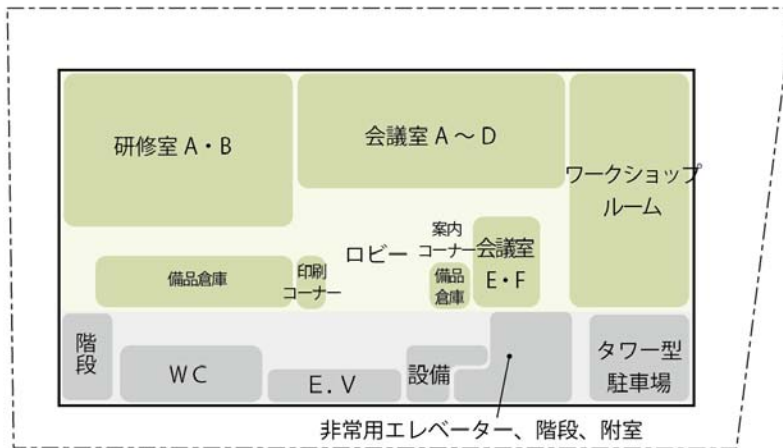 研修室 A・B
会議室 A ～ D
ワークショップ
ルーム
案内
コーナー
会議室
E・F
ロビー
備品倉庫
印刷
コーナー
備品
倉庫
階
段
W C
E . V
設備
タワー型
駐車場
非常用エレベーター、階段、附室